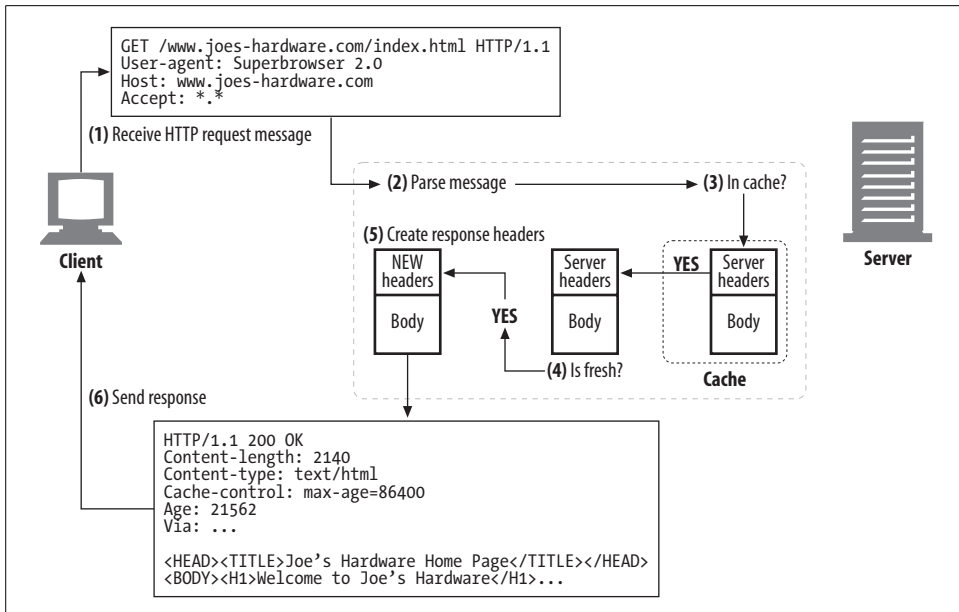 GET /www.joes-hardware.com/index.html HTTP/1.1
User-agent: Superbrowser 2.0
Host: www.joes-hardware.com
Accept: *.*
(1) Receive HTTP request message
(2) Parse message
(3) In cache?
Client
Server
(5) Create response headers
NEW
headers
Body
YES
Server
headers
Body
YES
Server
headers
Body
(4) Is fresh?
Cache
(6) Send response
HTTP/1.1 200 OK
Content-length: 2140
Content-type: text/html
Cache-control: max-age=86400
Age: 21562
Via: ...
<HEAD><TITLE>Joe's Hardware Home Page</TITLE></HEAD>
<BODY><H1>Welcome to Joe's Hardware</H1>...